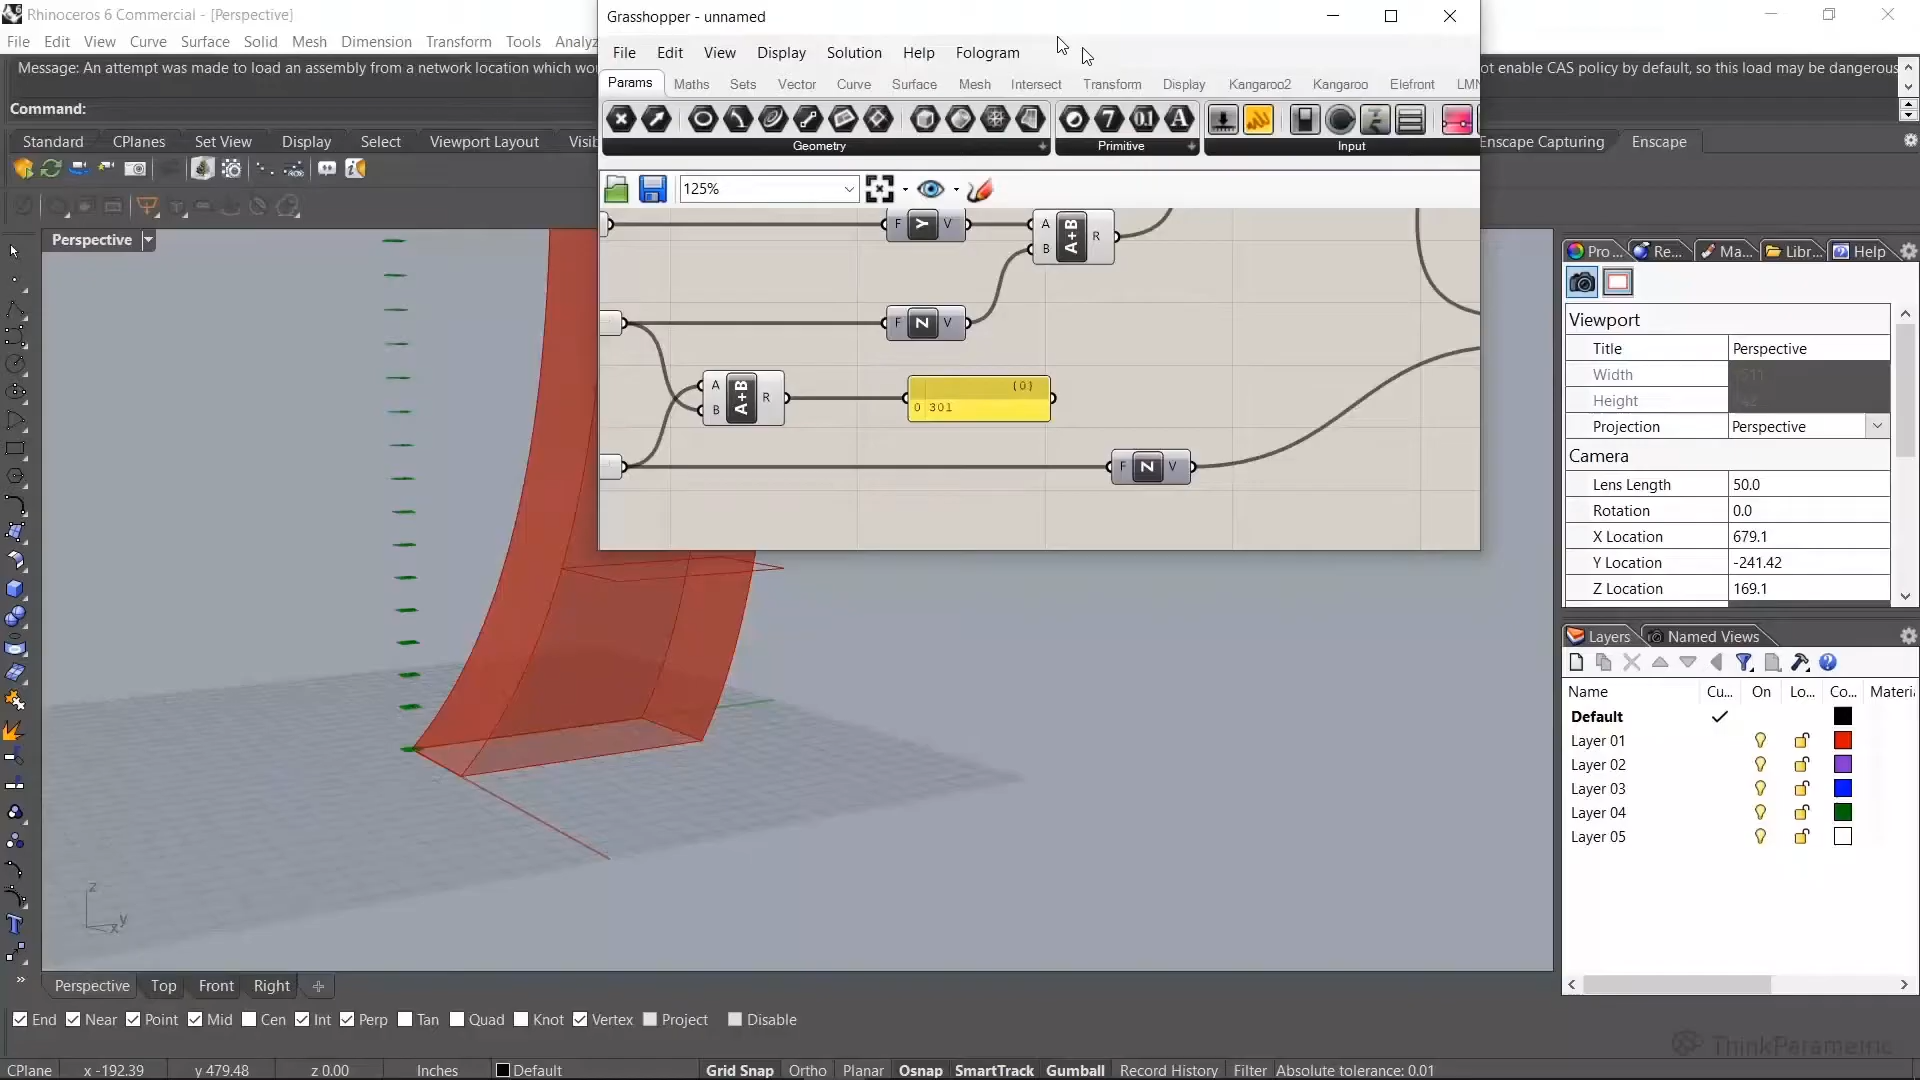 Rhinoceros 6 Commercial - [Perspective]
File Edit View Curve Surface Solid Mesh Dimension Transform Tools Analyz
Message: An attempt was made to load an assembly from a network location which wo
ot enable CAS policy by default, so this load may be dangerous
Command:
Standard CPlanes Set View Display Select Viewport Layout Visib
Enscape Capturing Enscape
Grasshopper - unnamed
File Edit View Display Solution Help Fologram
Params Maths Sets Vector Curve Surface Mesh Intersect Transform Display Kangaroo2 Kangaroo Elefront LMN
Geometry Primitive Input
125%
F Y V
A A+B R
B
F Z V
A A+B R
B
{0}
0 301
F Z V
Perspective
z
y
x
Pro... Re... Ma... Libr... Help
Viewport
Title Perspective
Width
Height
Projection Perspective
Camera
Lens Length 50.0
Rotation 0.0
X Location 679.1
Y Location -241.42
Z Location 169.1
Layers Named Views
Name Cu... On Lo... Co... Materi
Default
Layer 01
Layer 02
Layer 03
Layer 04
Layer 05
Perspective Top Front Right
End Near Point Mid Cen Int Perp Tan Quad Knot Vertex Project Disable
ThinkParametric
CPlane x -192.39 y 479.48 z 0.00 Inches Default Grid Snap Ortho Planar Osnap SmartTrack Gumball Record History Filter Absolute tolerance: 0.01